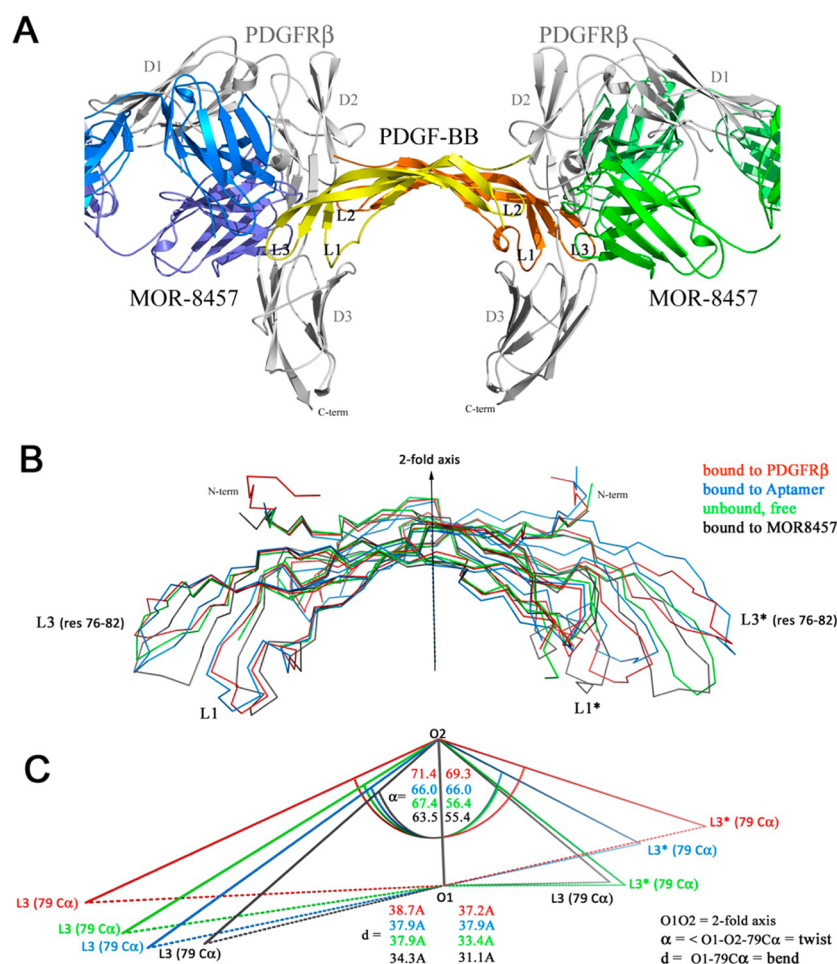 A
PDGFRβ
PDGFRβ
D1
D2
D2
D1
PDGF-BB
L2
L2
L3
L1
L1
L3
MOR-8457
MOR-8457
D3
D3
C-term
C-term
B
2-fold axis
N-term
N-term
bound to PDGFRβ
bound to Aptamer
unbound, free
bound to MOR8457
L3 (res 76-82)
L3* (res 76-82)
L1
L1*
C
O2
71.4 69.3
66.0 66.0
α= 67.4 56.4
63.5 55.4
L3* (79 Cα)
L3* (79 Cα)
L3* (79 Cα)
L3 (79 Cα)
L3 (79 Cα)
L3 (79 Cα)
L3 (79 Cα)
L3 (79 Cα)
O1
38.7A 37.2A
37.9A 37.9A
d = 37.9A 33.4A
34.3A 31.1A
O1O2 = 2-fold axis
α = < O1-O2-79Cα = twist
d = O1-79Cα = bend